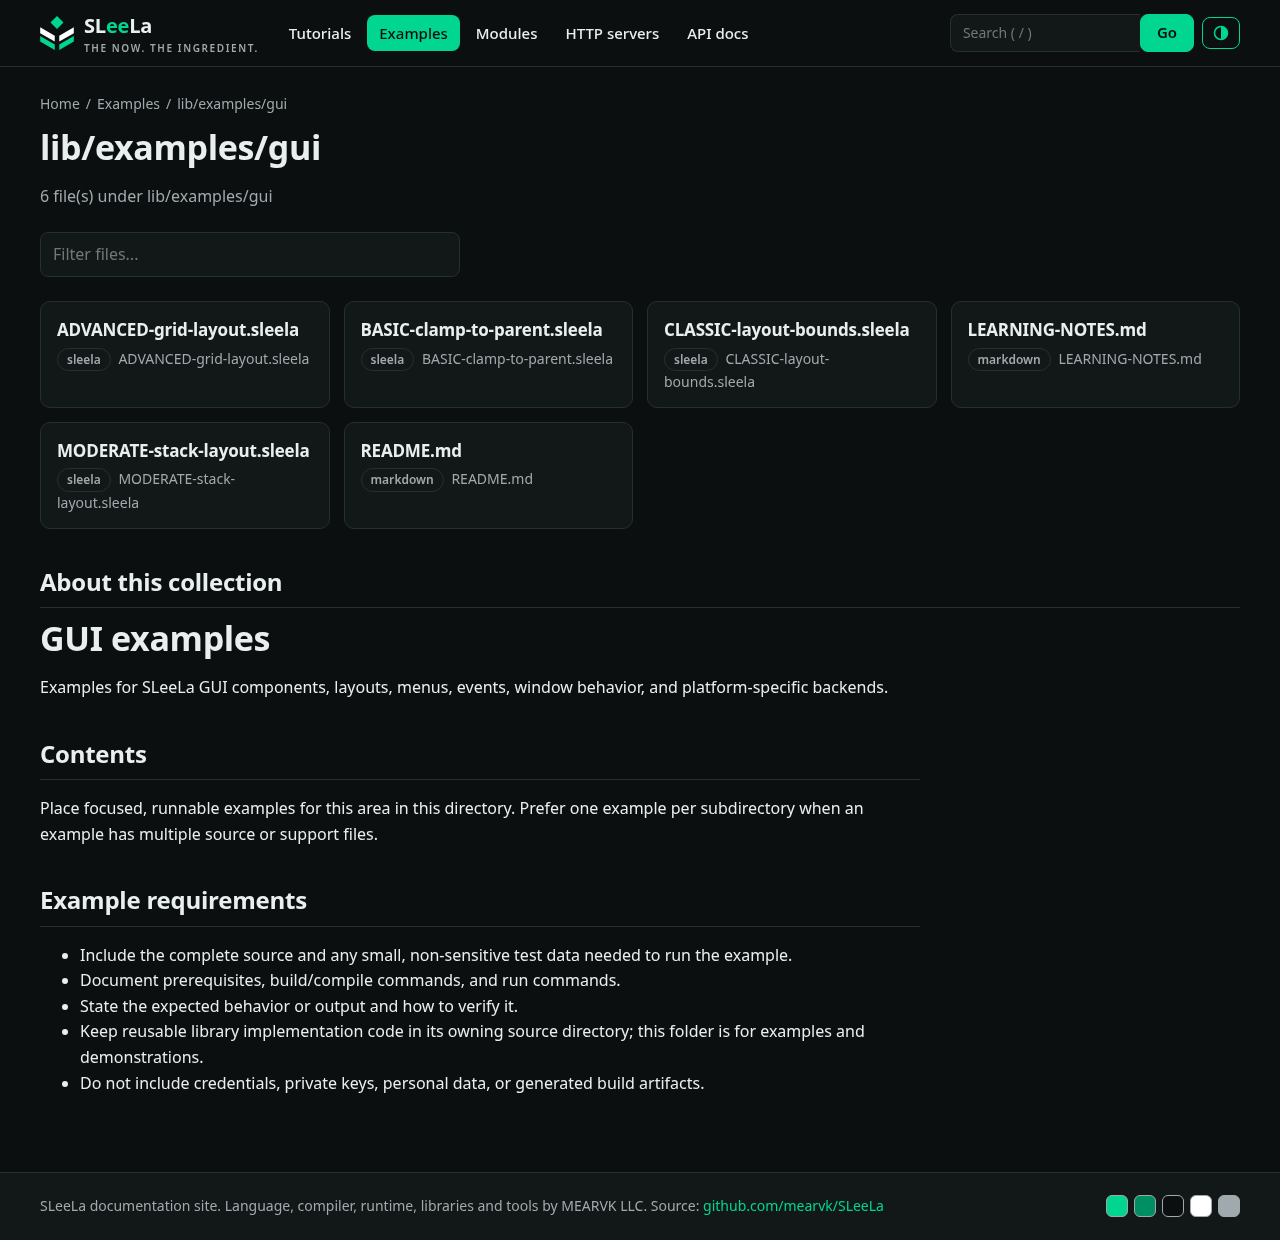 SLeeLa
THE NOW. THE INGREDIENT.
Tutorials
Examples
Modules
HTTP servers
API docs
Search ( / )
Go
Home / Examples / lib/examples/gui
lib/examples/gui
6 file(s) under lib/examples/gui
Filter files...
ADVANCED-grid-layout.sleela
sleela ADVANCED-grid-layout.sleela
BASIC-clamp-to-parent.sleela
sleela BASIC-clamp-to-parent.sleela
CLASSIC-layout-bounds.sleela
sleela CLASSIC-layout-
bounds.sleela
LEARNING-NOTES.md
markdown LEARNING-NOTES.md
MODERATE-stack-layout.sleela
sleela MODERATE-stack-
layout.sleela
README.md
markdown README.md
About this collection
GUI examples
Examples for SLeeLa GUI components, layouts, menus, events, window behavior, and platform-specific backends.
Contents
Place focused, runnable examples for this area in this directory. Prefer one example per subdirectory when an
example has multiple source or support files.
Example requirements
Include the complete source and any small, non-sensitive test data needed to run the example.
Document prerequisites, build/compile commands, and run commands.
State the expected behavior or output and how to verify it.
Keep reusable library implementation code in its owning source directory; this folder is for examples and
demonstrations.
Do not include credentials, private keys, personal data, or generated build artifacts.
SLeeLa documentation site. Language, compiler, runtime, libraries and tools by MEARVK LLC. Source: github.com/mearvk/SLeeLa